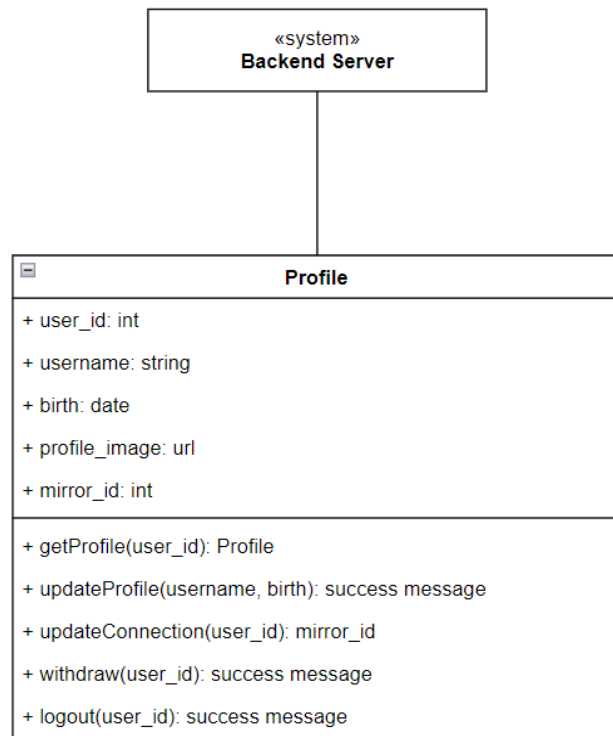 «system»
Backend Server
Profile
+ user_id: int
+ username: string
+ birth: date
+ profile_image: url
+ mirror_id: int
+ getProfile(user_id): Profile
+ updateProfile(username, birth): success message
+ updateConnection(user_id): mirror_id
+ withdraw(user_id): success message
+ logout(user_id): success message